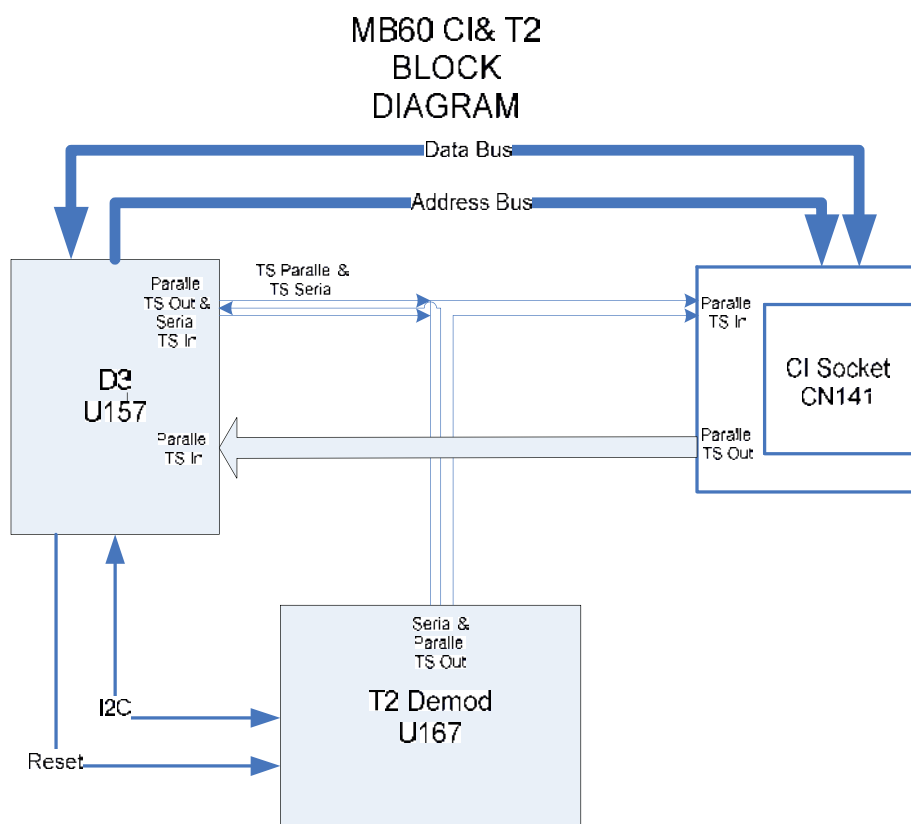 MB60 CI& T2
BLOCK
DIAGRAM
Data Bus
Address Bus
TS Paralle &
TS Seria
Paralle
TS Out &
Seria
TS In
D3
U157
Paralle
TS In
Paralle
TS In
CI Socket
CN141
Paralle
TS Out
Seria &
Paralle
TS Out
T2 Demod
U167
I2C
Reset